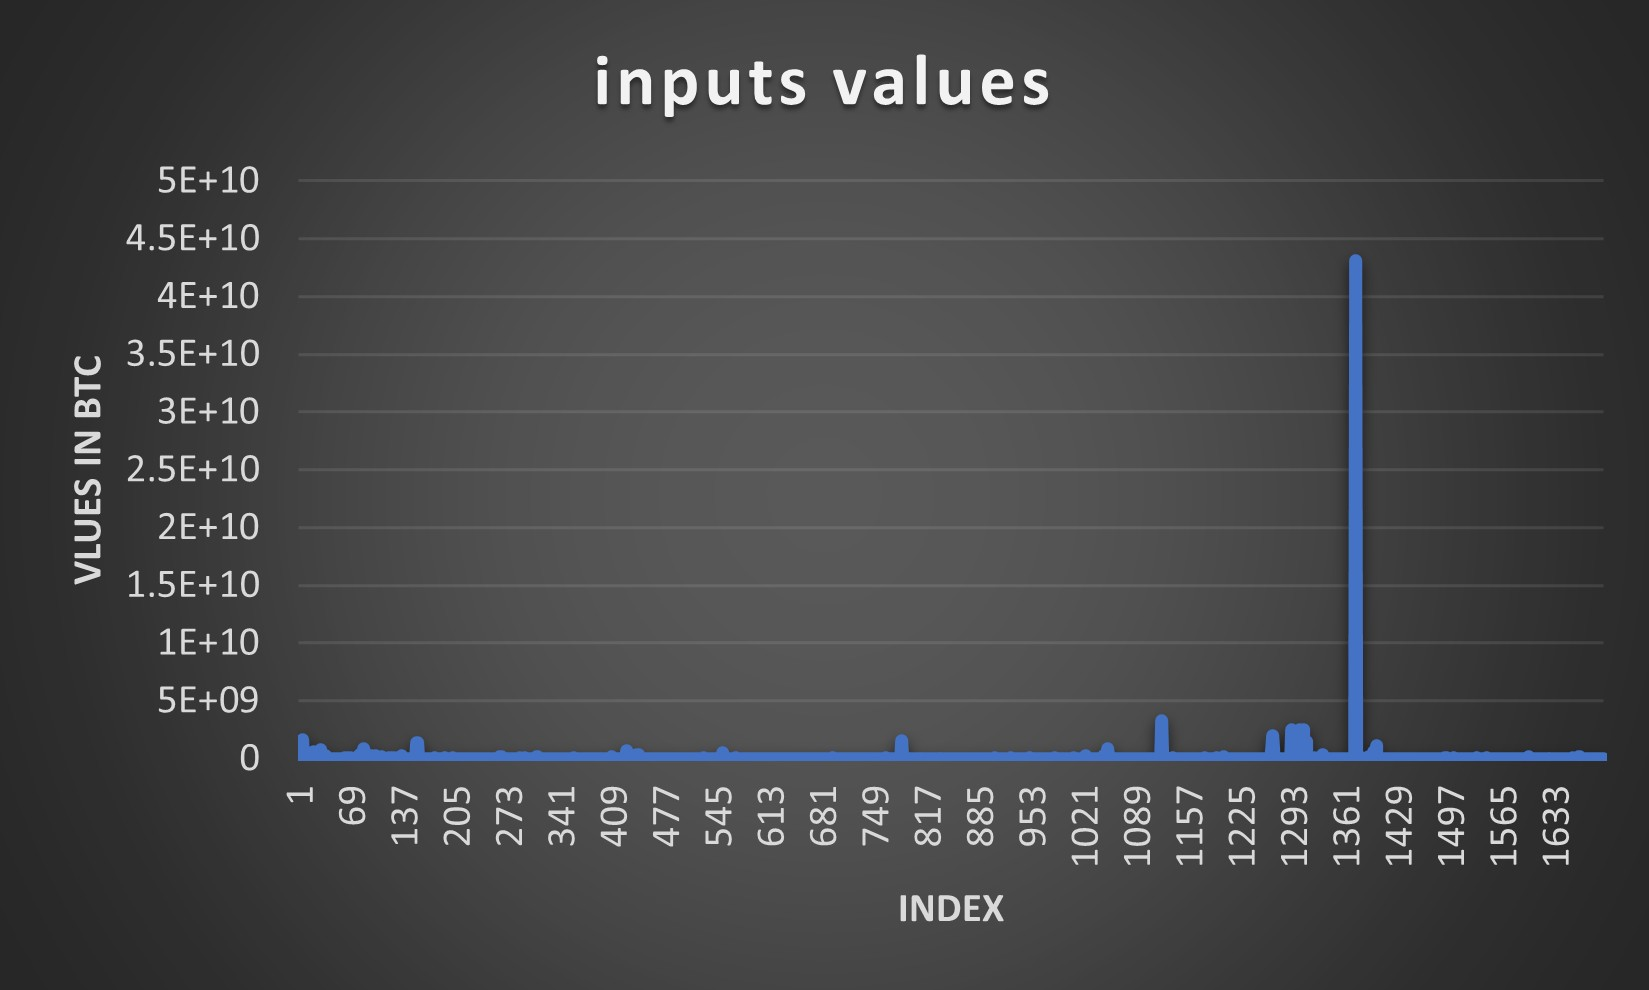 inputs values
5E+10
4.5E+10
4E+10
3.5E+10
3E+10
2.5E+10
2E+10
1.5E+10
1E+10
5E+09
0
VLUES IN BTC
1 69 137 205 273 341 409 477 545 613 681 749 817 885 953 1021 1089 1157 1225 1293 1361 1429 1497 1565 1633
INDEX